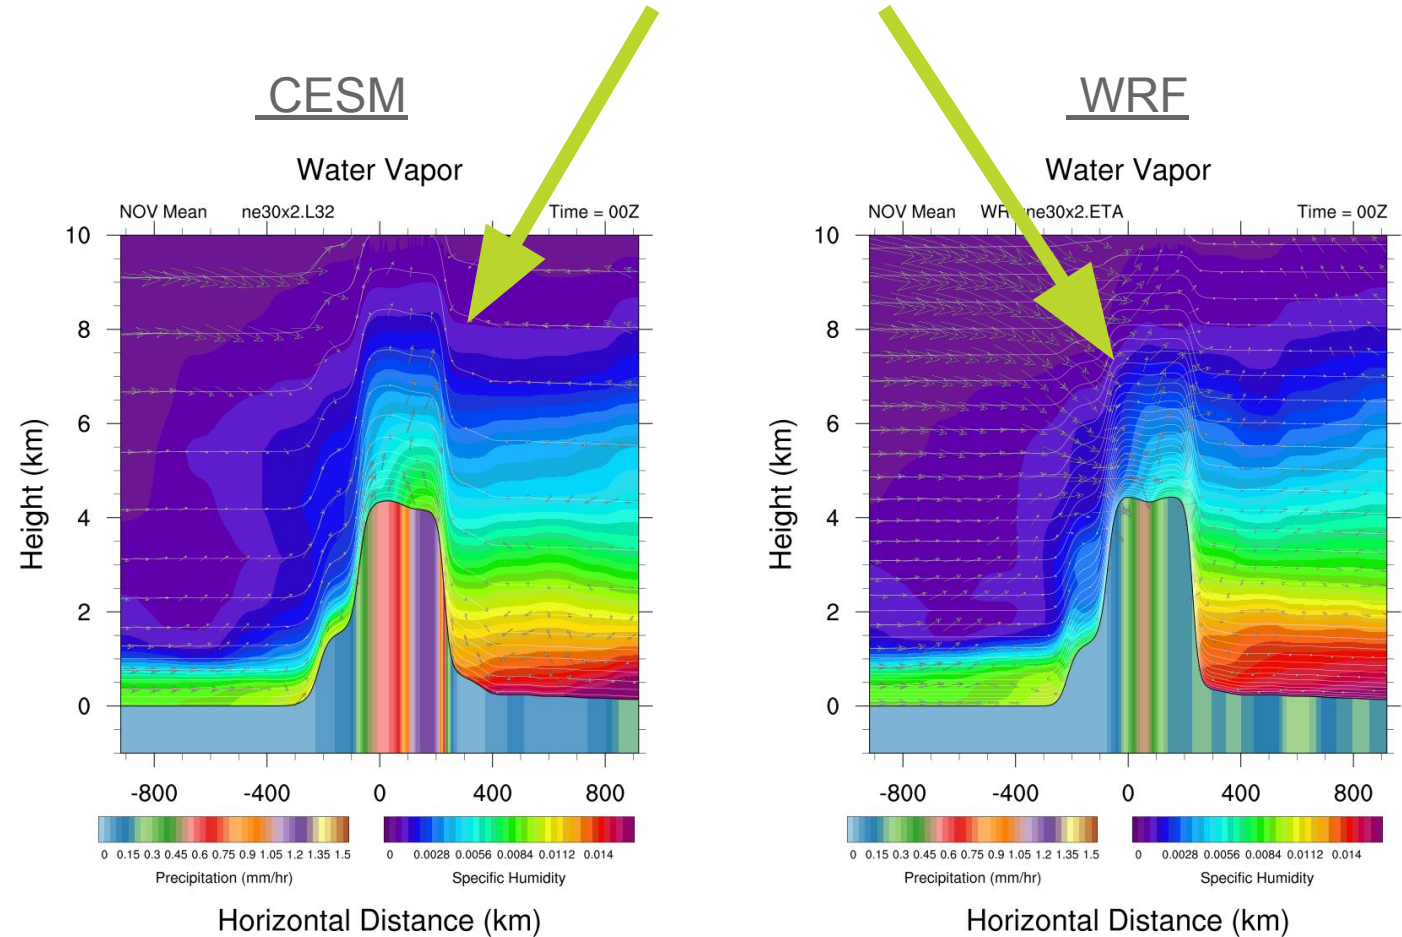 CESM
WRF
Water Vapor
Water Vapor
NOV Mean ne30x2.L32 Time = 00Z
NOV Mean ne30x2.ETA Time = 00Z
10
8
6
4
2
0
Height (km)
-800 -400 0 400 800
0 0.15 0.3 0.45 0.6 0.75 0.9 1.05 1.2 1.35 1.5
Precipitation (mm/hr)
0 0.0028 0.0056 0.0084 0.0112 0.014
Specific Humidity
Horizontal Distance (km)
10
8
6
4
2
0
Height (km)
-800 -400 0 400 800
0 0.15 0.3 0.45 0.6 0.75 0.9 1.05 1.2 1.35 1.5
Precipitation (mm/hr)
0 0.0028 0.0056 0.0084 0.0112 0.014
Specific Humidity
Horizontal Distance (km)